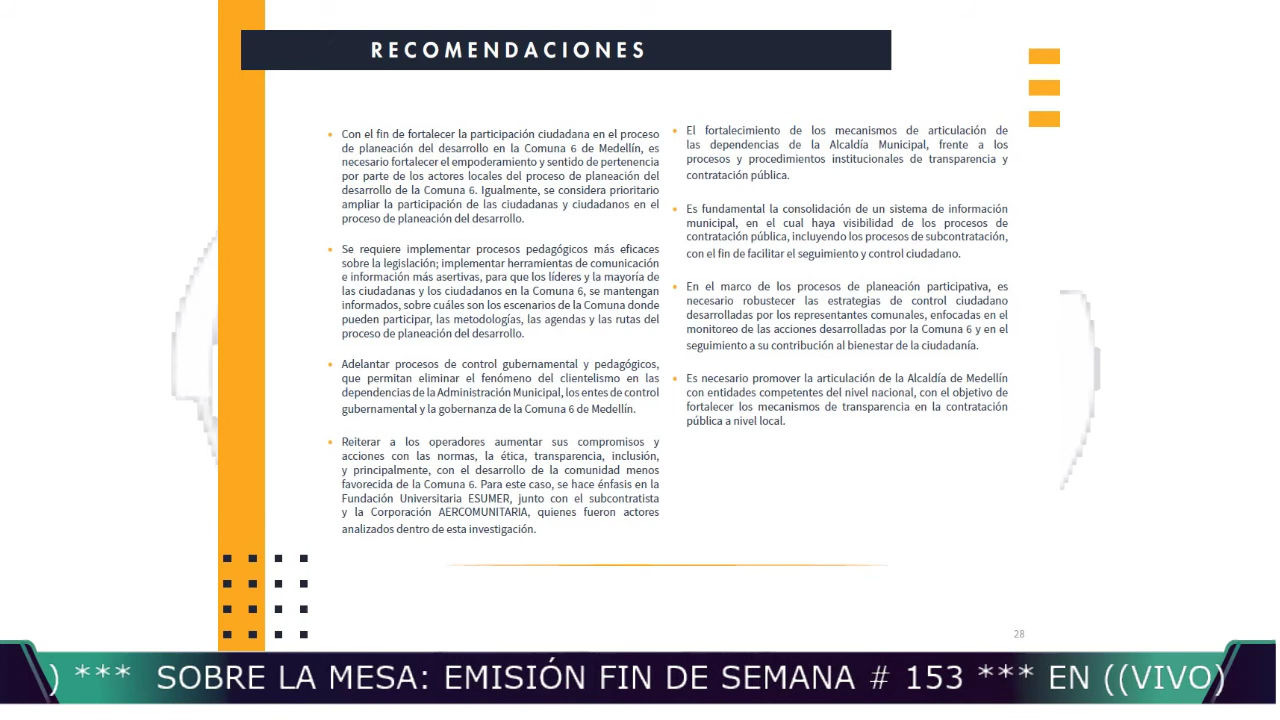 RECOMENDACIONES
• Con el fin de fortalecer la participación ciudadana en el proceso
de planeación del desarrollo en la Comuna 6 de Medellín, es
necesario fortalecer el empoderamiento y sentido de pertenencia
por parte de los actores locales del proceso de planeación del
desarrollo de la Comuna 6. Igualmente, se considera prioritario
ampliar la participación de las ciudadanas y ciudadanos en el
proceso de planeación del desarrollo.
• Se requiere implementar procesos pedagógicos más eficaces
sobre la legislación; implementar herramientas de comunicación
e información más asertivas, para que los líderes y la mayoría de
las ciudadanas y los ciudadanos en la Comuna 6, se mantengan
informados, sobre cuáles son los escenarios de la Comuna donde
pueden participar, las metodologías, las agendas y las rutas del
proceso de planeación del desarrollo.
• Adelantar procesos de control gubernamental y pedagógicos,
que permitan eliminar el fenómeno del clientelismo en las
dependencias de la Administración Municipal, los entes de control
gubernamental y la gobernanza de la Comuna 6 de Medellín.
• Reiterar a los operadores aumentar sus compromisos y
acciones con las normas, la ética, transparencia, inclusión,
y principalmente, con el desarrollo de la comunidad menos
favorecida de la Comuna 6. Para este caso, se hace énfasis en la
Fundación Universitaria ESUMER, junto con el subcontratista
y la Corporación AERCOMUNITARIA, quienes fueron actores
analizados dentro de esta investigación.
• El fortalecimiento de los mecanismos de articulación de
las dependencias de la Alcaldía Municipal, frente a los
procesos y procedimientos institucionales de transparencia y
contratación pública.
• Es fundamental la consolidación de un sistema de información
municipal, en el cual haya visibilidad de los procesos de
contratación pública, incluyendo los procesos de subcontratación,
con el fin de facilitar el seguimiento y control ciudadano.
• En el marco de los procesos de planeación participativa, es
necesario robustecer las estrategias de control ciudadano
desarrolladas por los representantes comunales, enfocadas en el
monitoreo de las acciones desarrolladas por la Comuna 6 y en el
seguimiento a su contribución al bienestar de la ciudadanía.
• Es necesario promover la articulación de la Alcaldía de Medellín
con entidades competentes del nivel nacional, con el objetivo de
fortalecer los mecanismos de transparencia en la contratación
pública a nivel local.
28
) *** SOBRE LA MESA: EMISIÓN FIN DE SEMANA # 153 *** EN ((VIVO)